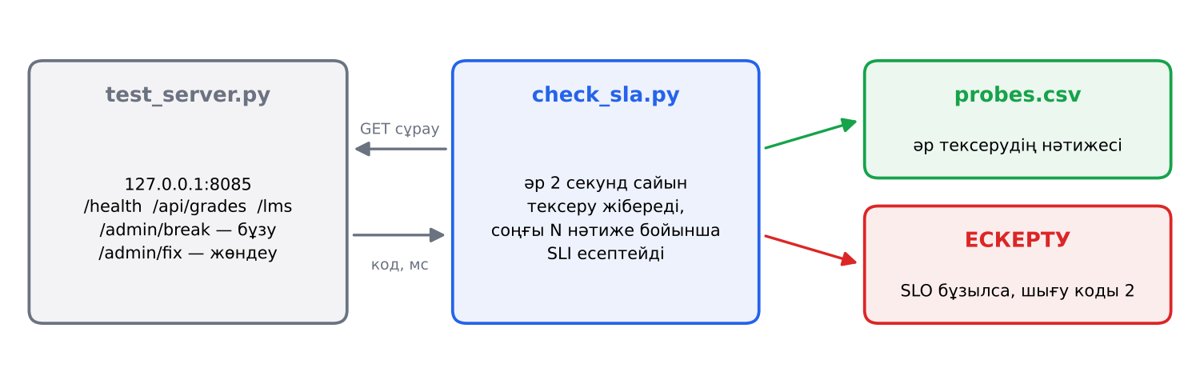 test_server.py
127.0.0.1:8085
/health  /api/grades  /lms
/admin/break — бұзу
/admin/fix — жөндеу
GET сұрау
код, мс
check_sla.py
әр 2 секунд сайын
тексеру жібереді,
соңғы N нәтиже бойынша
SLI есептейді
probes.csv
әр тексерудің нәтижесі
ЕСКЕРТУ
SLO бұзылса, шығу коды 2